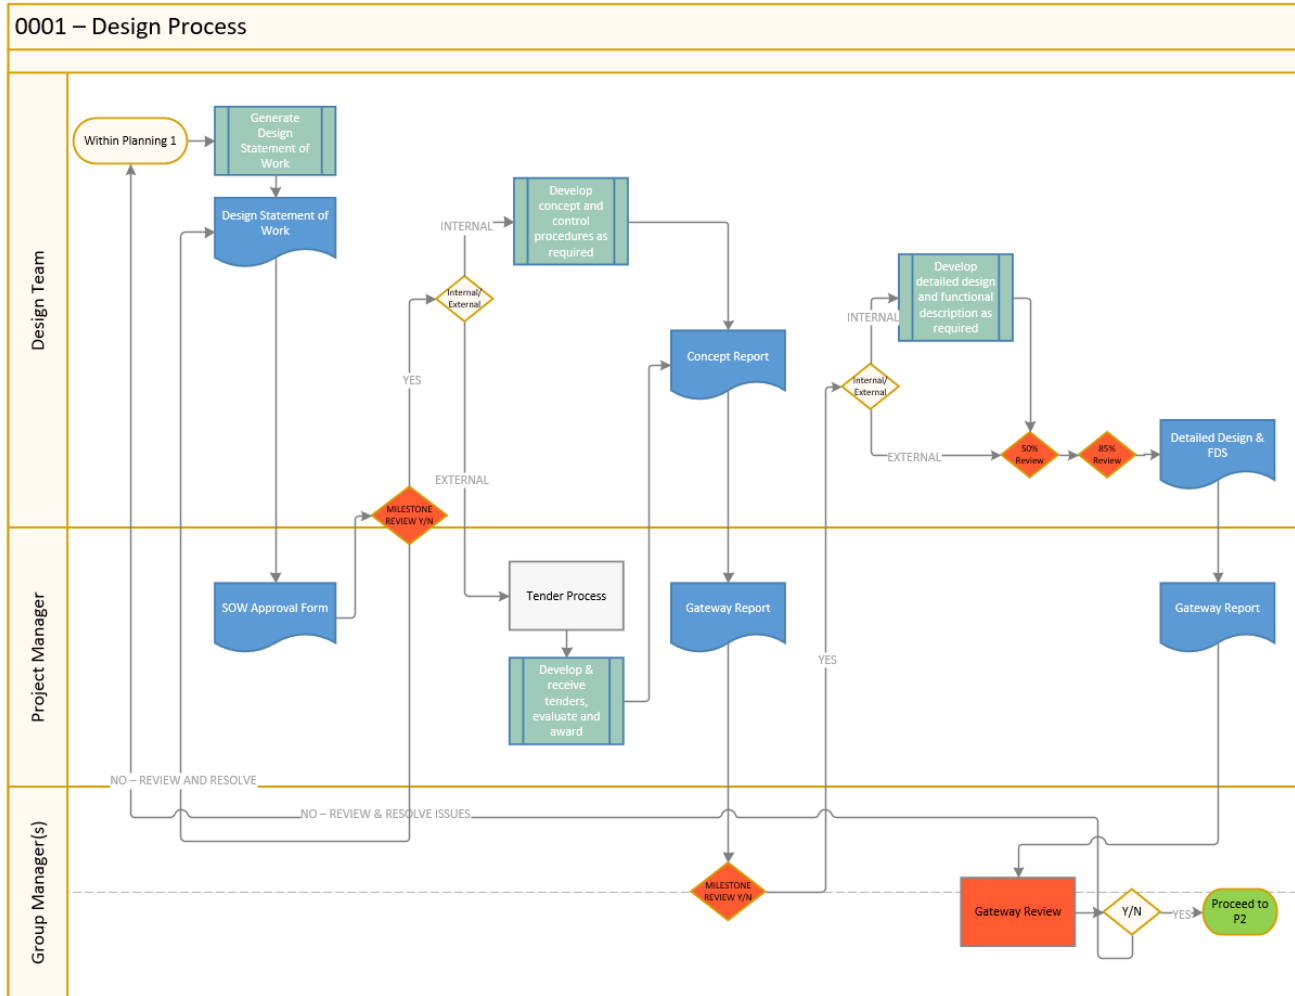 0001 – Design Process
Design Team
Within Planning 1
Generate
Design
Statement of
Work
Design Statement of
Work
INTERNAL
Develop
concept and
control
procedures as
required
Internal/
External
YES
EXTERNAL
MILESTONE
REVIEW Y/N
Concept Report
INTERNAL
Develop
detailed design
and functional
description as
required
Internal/
External
EXTERNAL
50%
Review
85%
Review
Detailed Design &
FDS
Project Manager
SOW Approval Form
Tender Process
Develop &
receive
tenders,
evaluate and
award
Gateway Report
YES
Gateway Report
NO – REVIEW AND RESOLVE
Group Manager(s)
NO – REVIEW & RESOLVE ISSUES
MILESTONE
REVIEW Y/N
Gateway Review
Y/N
YES
Proceed to
P2